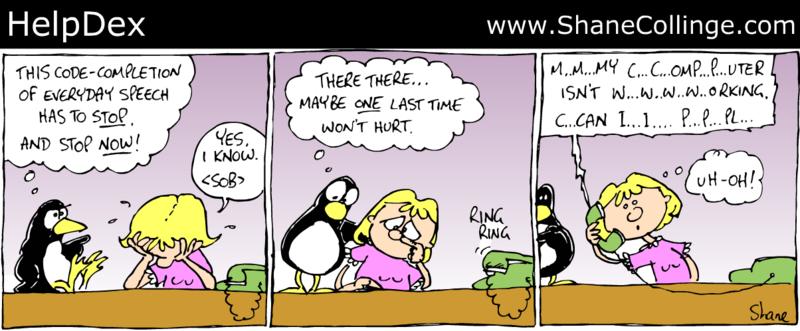 HelpDex
www.ShaneCollinge.com
THIS CODE-COMPLETION
OF EVERYDAY SPEECH
HAS TO STOP.
AND STOP NOW!
YES,
I KNOW.
<SOB>
THERE THERE...
MAYBE ONE LAST TIME
WON'T HURT.
RING
RING
M..M...MY C...C...OMP...P...UTER
ISN'T W...W...W..W..ORKING.
C...CAN I...I.... P...P...PL...
UH-OH!
Shane